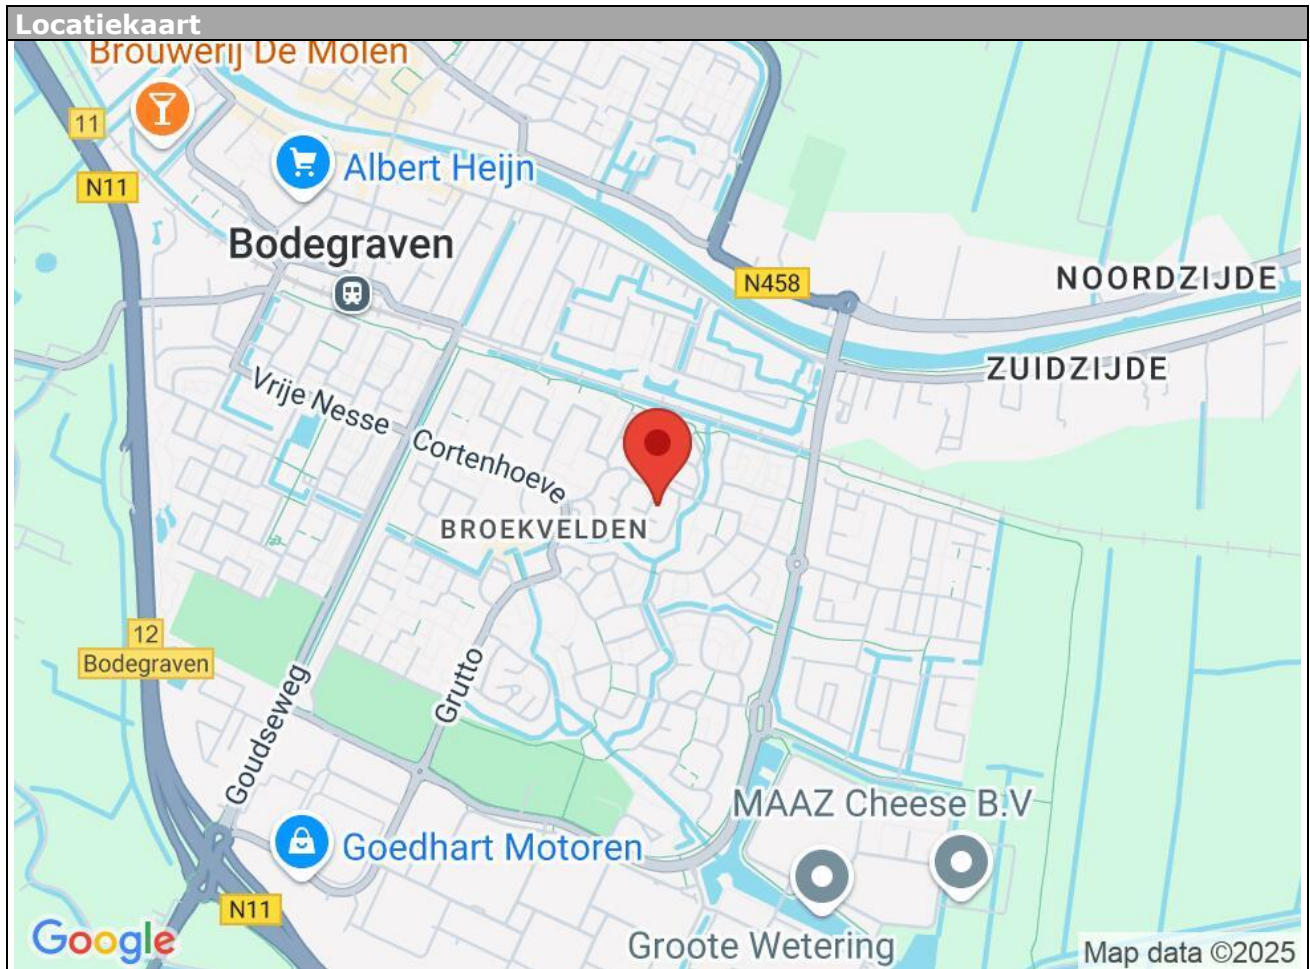 Locatiekaart
Brouwerij De Molen
11
Albert Heijn
N11
Bodegraven
NOORDZIJDE
N458
ZUIDZIJDE
Vrije Nesse
Cortenhoeve
BROEKVELDEN
12
Bodegraven
Grutto
Goudseweg
MAAZ Cheese B.V
Goedhart Motoren
N11
Groote Wetering
Google
Map data ©2025